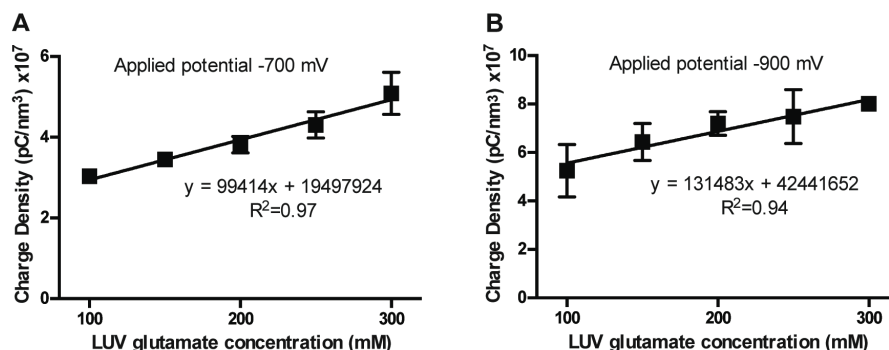 A
Charge Density (pC/nm³) x10⁷
6
4
2
0
Applied potential -700 mV
y = 99414x + 19497924
R²=0.97
100 200 300
LUV glutamate concentration (mM)
B
Charge Density (pC/nm³) x10⁷
10
8
6
4
2
0
Applied potential -900 mV
y = 131483x + 42441652
R²=0.94
100 200 300
LUV glutamate concentration (mM)